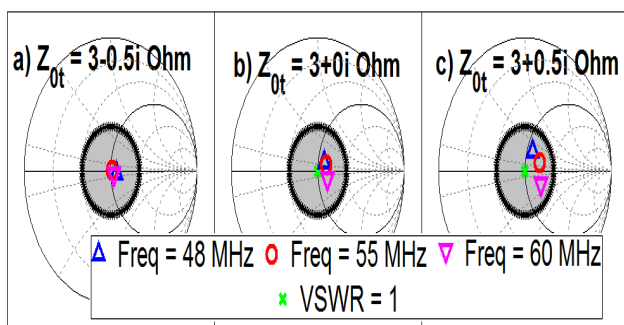 a) Z0t = 3-0.5i Ohm
b) Z0t = 3+0i Ohm
c) Z0t = 3+0.5i Ohm
Freq = 48 MHz Freq = 55 MHz Freq = 60 MHz
VSWR = 1